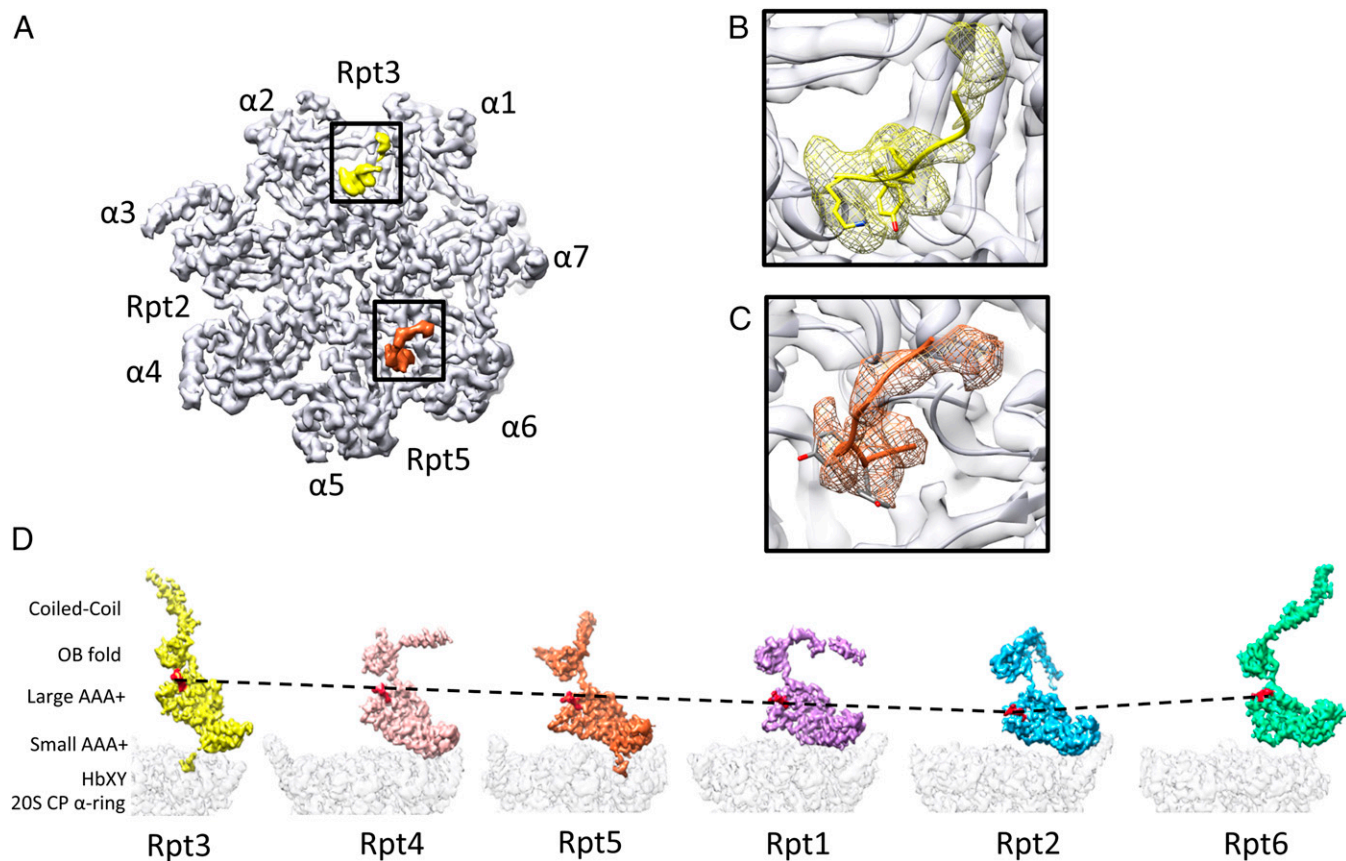 A
Rpt3
α2
α1
α3
α7
Rpt2
α4
α6
Rpt5
α5
B
C
D
Coiled-Coil
OB fold
Large AAA+
Small AAA+
HbXY
20S CP α-ring
Rpt3
Rpt4
Rpt5
Rpt1
Rpt2
Rpt6